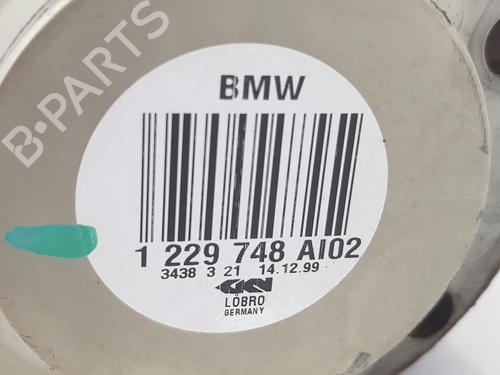 B-PARTS
BMW
1 229 748 AI02
3438 3 21 14.12.99
GKN
LÖBRO
GERMANY